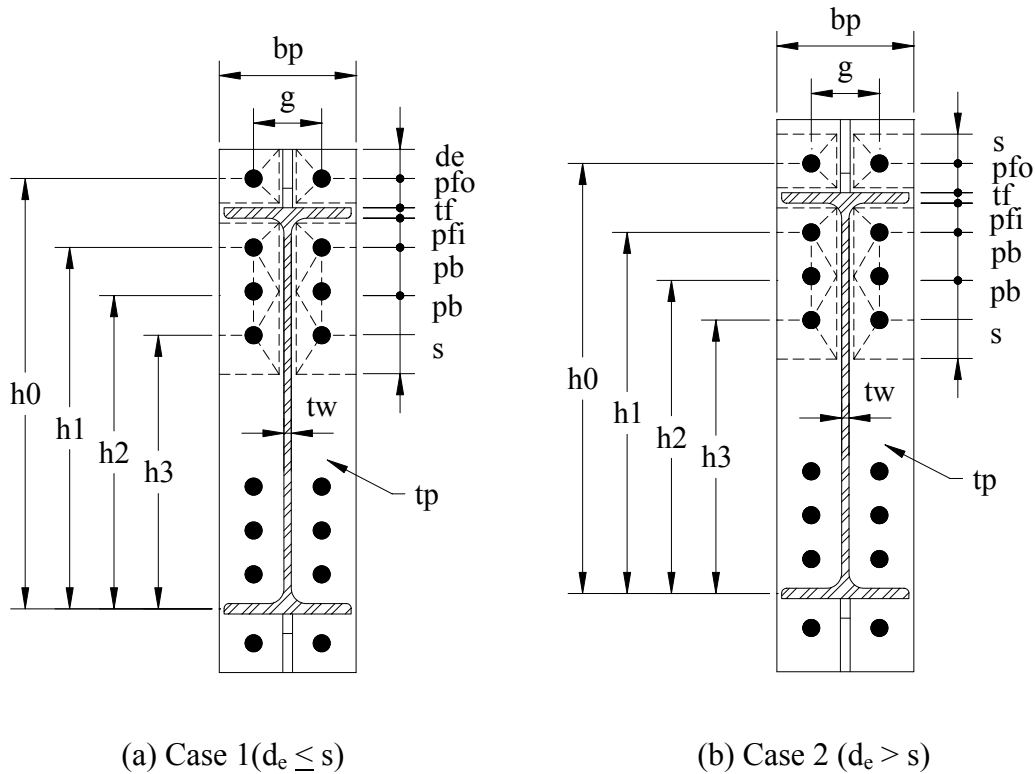 bp
g
de
pfo
tf
pfi
pb
pb
s
h0
h1
h2
h3
tw
tp
(a) Case 1(de ≤ s)
bp
g
s
pfo
tf
pfi
pb
pb
s
h0
h1
h2
h3
tw
tp
(b) Case 2 (de > s)